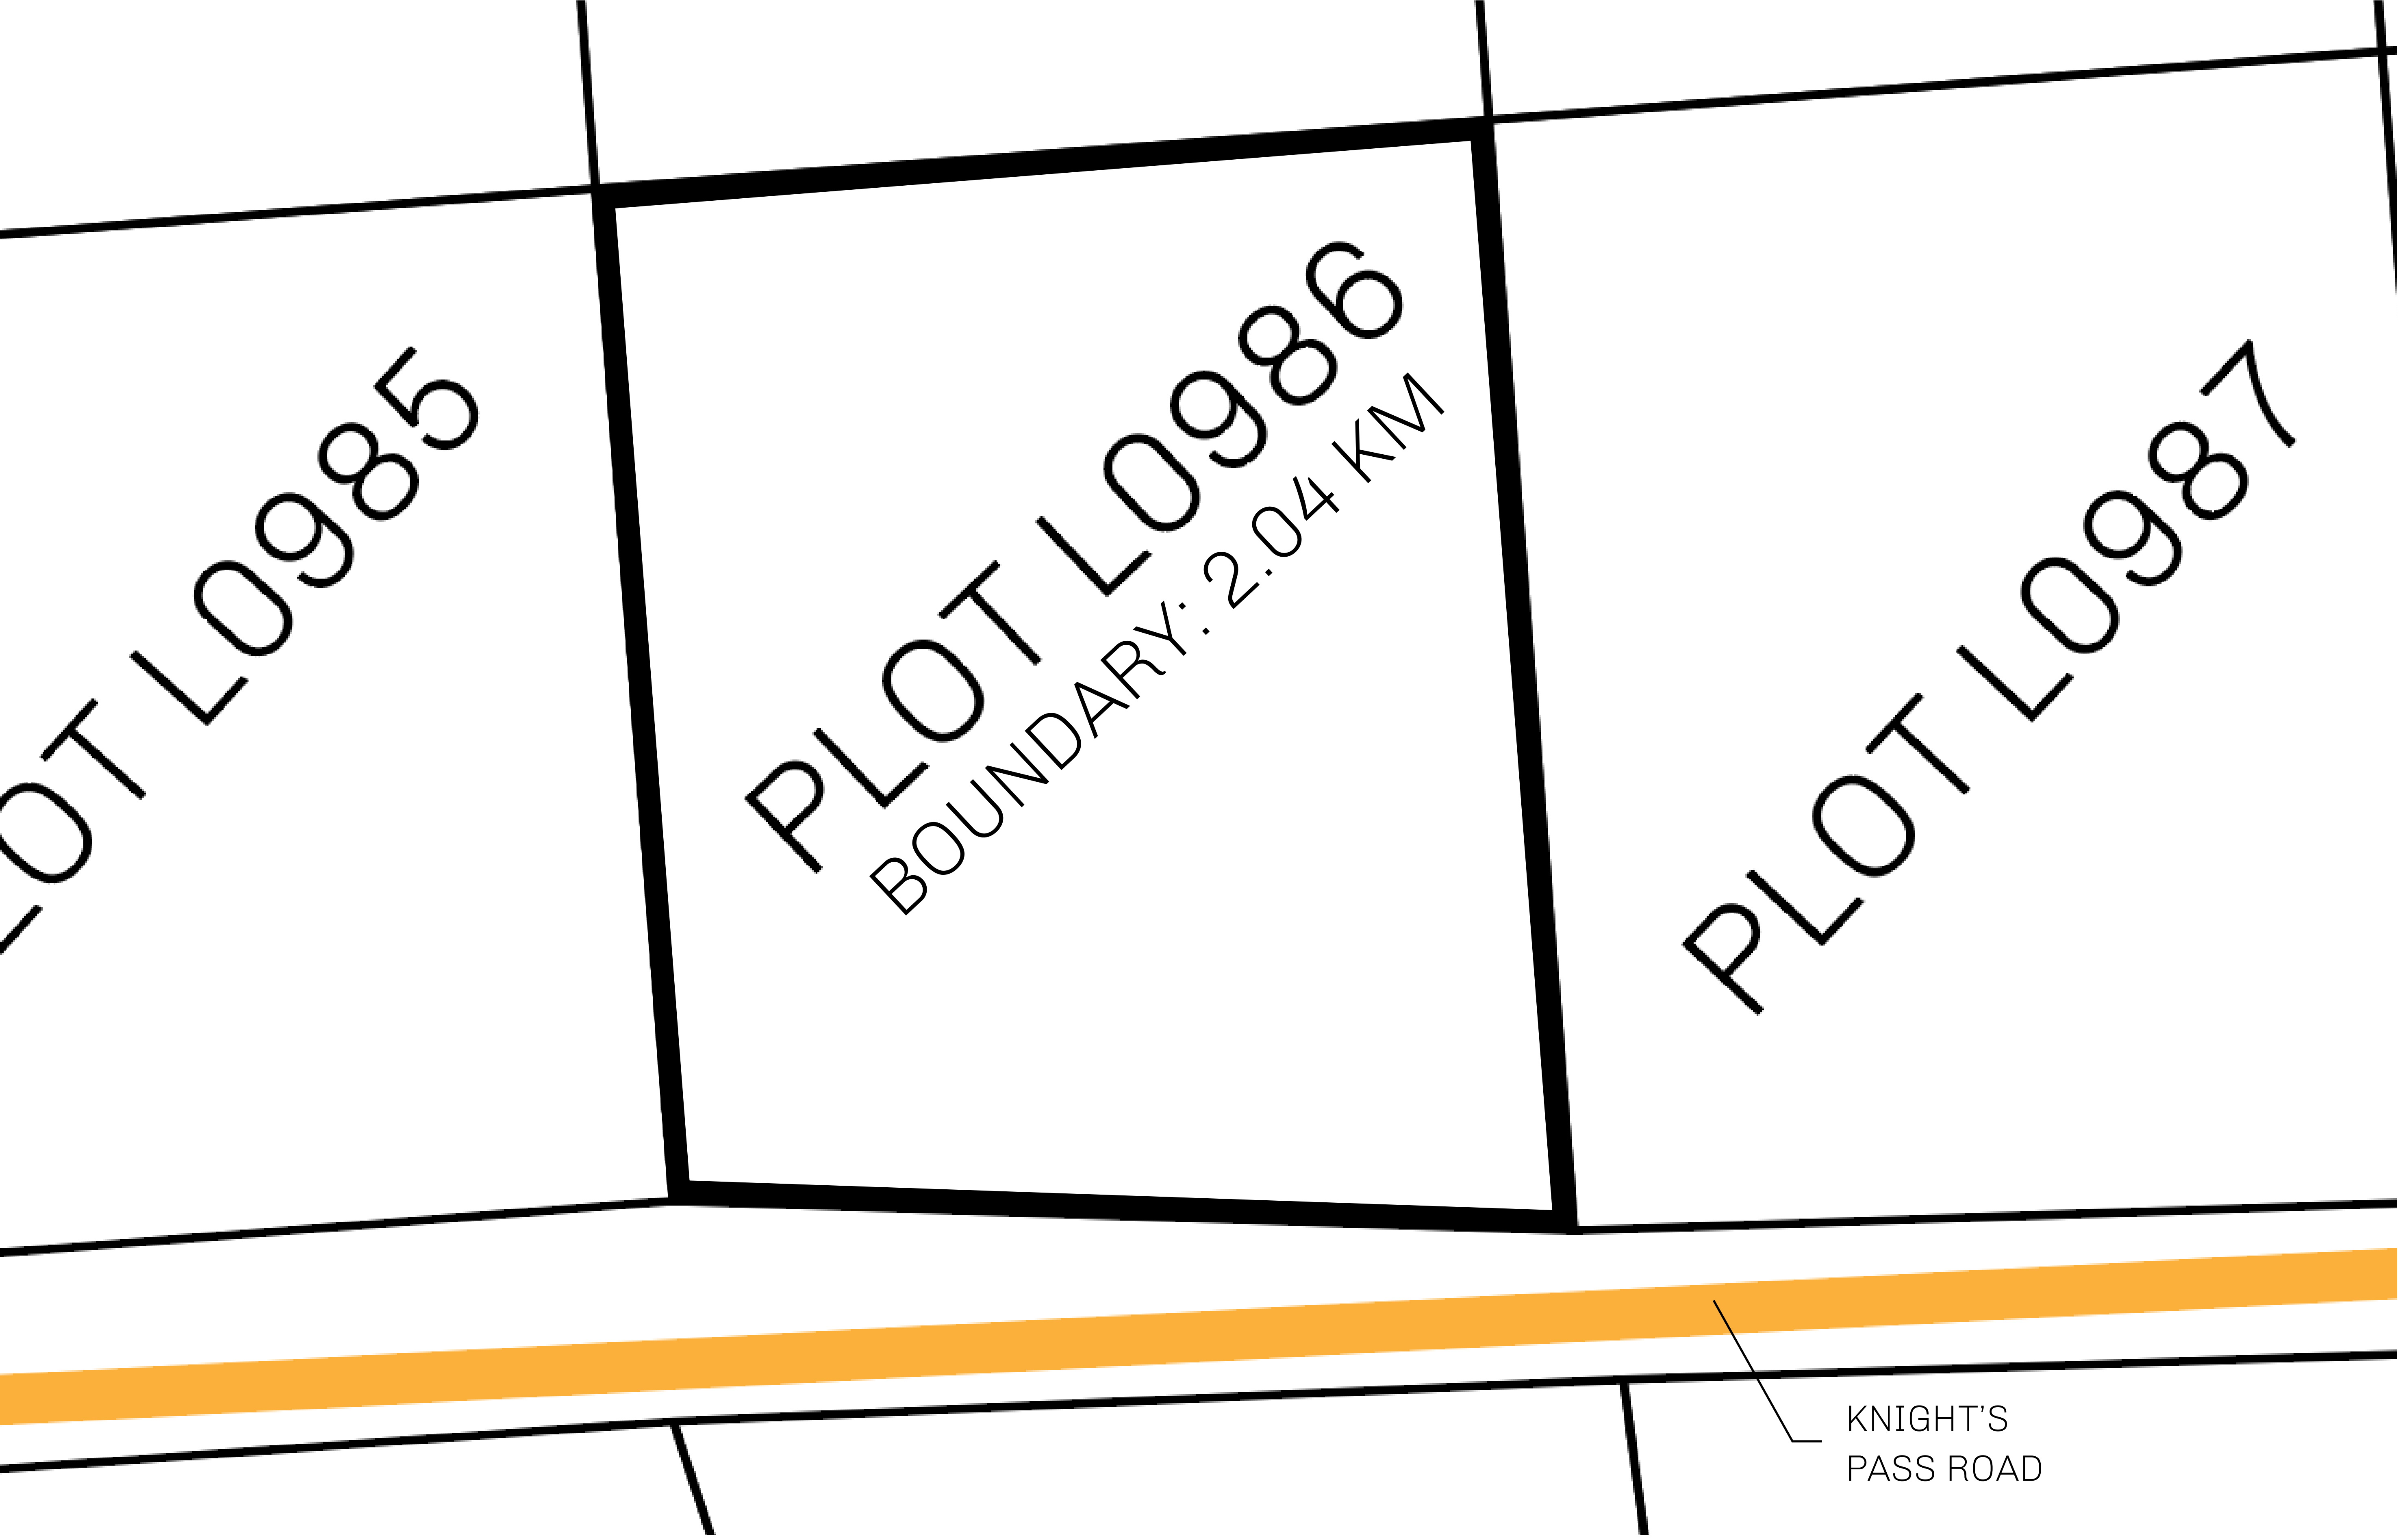 OT L0985
PLOT L0986
BOUNDARY: 2.04 KM
PLOT L0987
KNIGHT'S
PASS ROAD